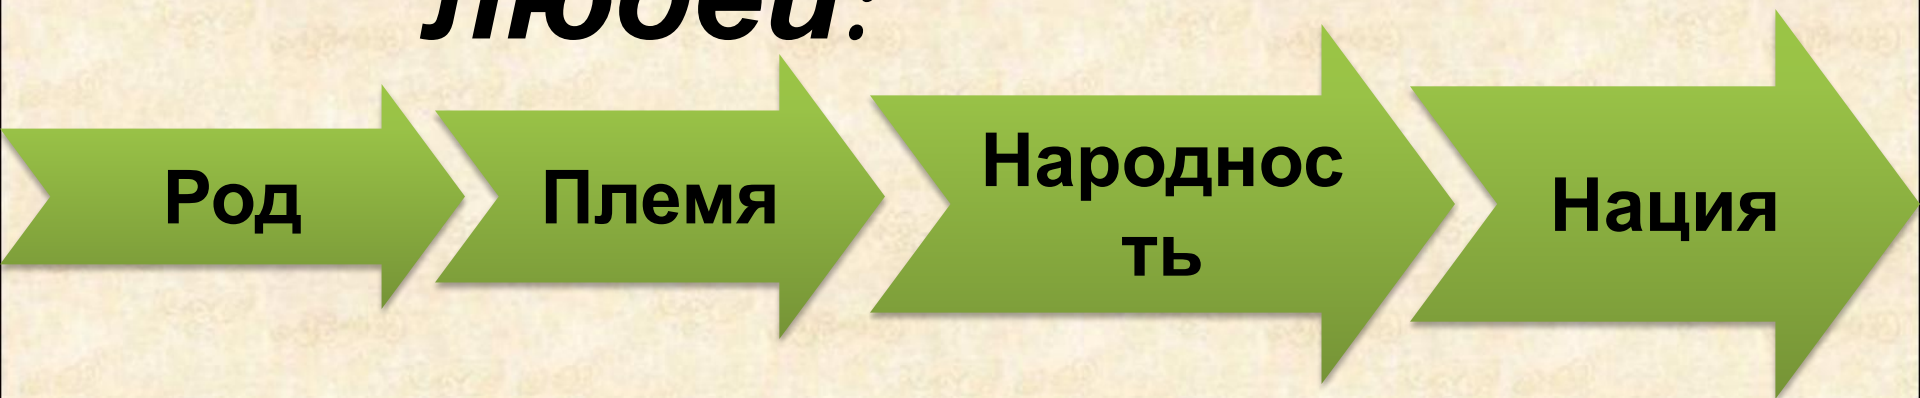 людей:
Род
Племя
Народнос
ть
Нация